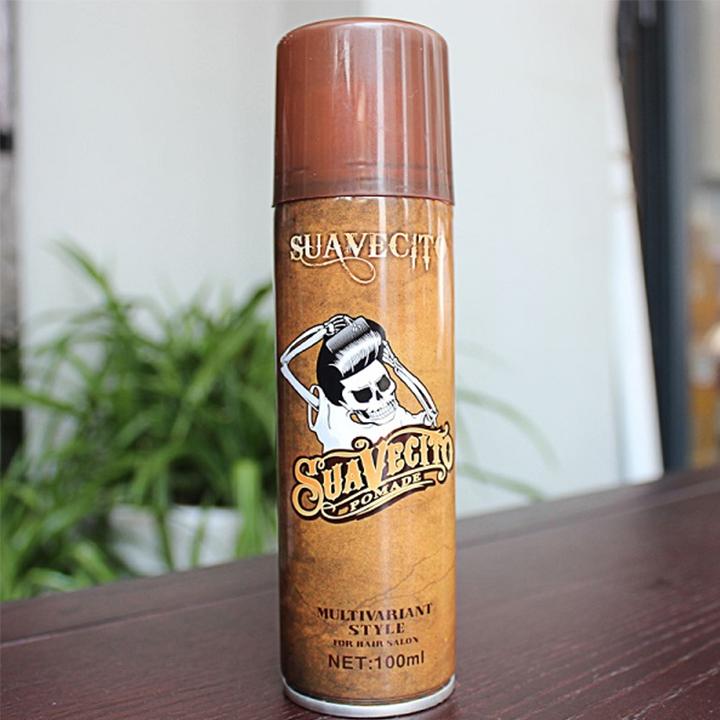 SUAVECITO
SUAVECITO
POMADE
MULTIVARIANT
STYLE
FOR HAIR SALON
NET:100ml